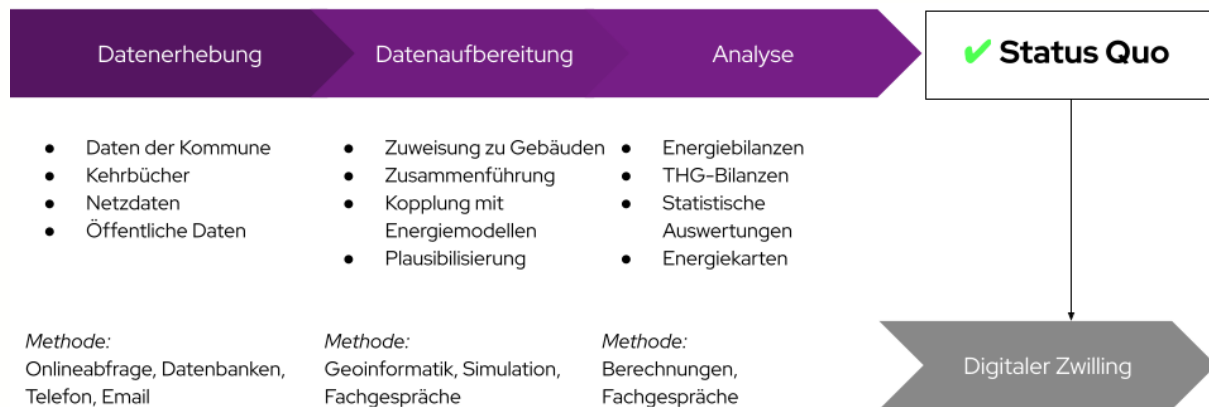 Datenerhebung
Datenaufbereitung
Analyse
✔ Status Quo
● Daten der Kommune
● Kehrbücher
● Netzdaten
● Öffentliche Daten
● Zuweisung zu Gebäuden
● Zusammenführung
● Kopplung mit
Energiemodellen
● Plausibilisierung
● Energiebilanzen
● THG-Bilanzen
● Statistische
Auswertungen
● Energiekarten
Methode:
Onlineabfrage, Datenbanken,
Telefon, Email
Methode:
Geoinformatik, Simulation,
Fachgespräche
Methode:
Berechnungen,
Fachgespräche
Digitaler Zwilling